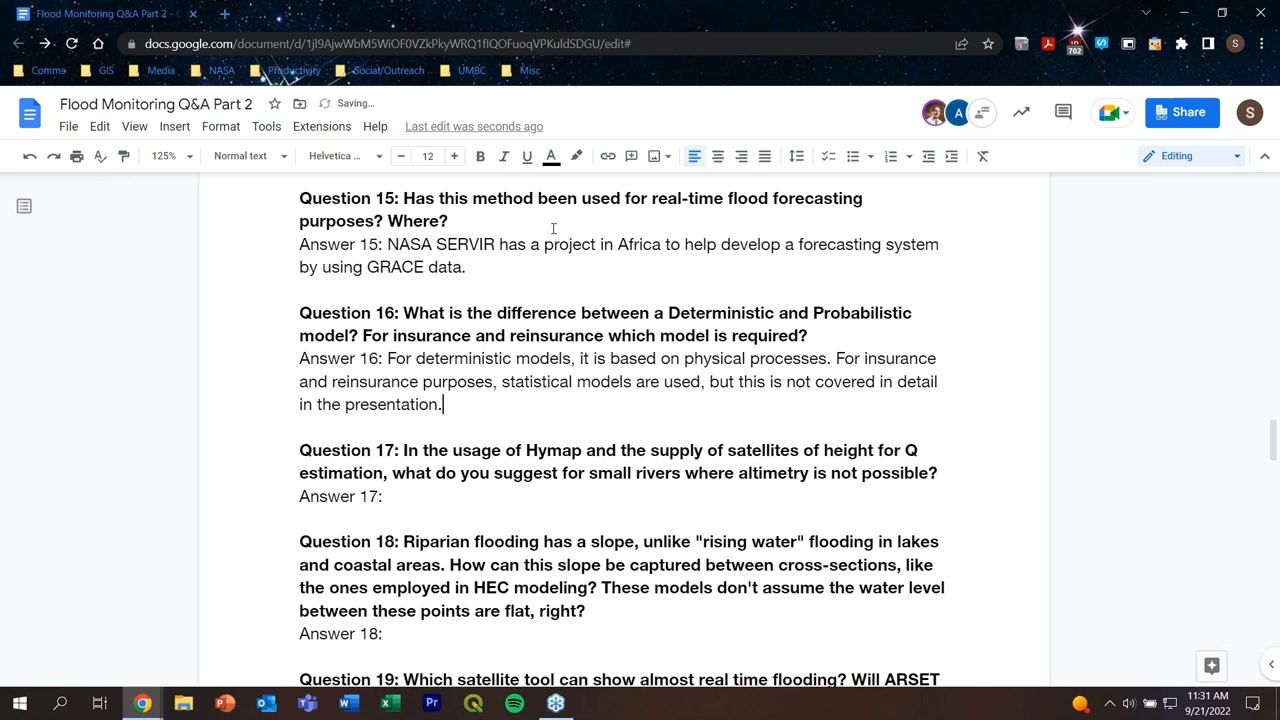 Flood Monitoring Q&A Part 2 -
docs.google.com/document/d/1jl9AjwWbM5WiOF0VZkPkyWRQ1fIQOFuoqVPKuldSDGU/edit#
702
S
Comms
GIS
Media
NASA
Productivity
Social/Outreach
UMBC
Misc
Flood Monitoring Q&A Part 2
Saving...
A
Share
S
File Edit View Insert Format Tools Extensions Help
Last edit was seconds ago
125%
Normal text
Helvetica ...
12
B I U A
Editing
Question 15: Has this method been used for real-time flood forecasting
purposes? Where?
Answer 15: NASA SERVIR has a project in Africa to help develop a forecasting system
by using GRACE data.
Question 16: What is the difference between a Deterministic and Probabilistic
model? For insurance and reinsurance which model is required?
Answer 16: For deterministic models, it is based on physical processes. For insurance
and reinsurance purposes, statistical models are used, but this is not covered in detail
in the presentation.
Question 17: In the usage of Hymap and the supply of satellites of height for Q
estimation, what do you suggest for small rivers where altimetry is not possible?
Answer 17:
Question 18: Riparian flooding has a slope, unlike "rising water" flooding in lakes
and coastal areas. How can this slope be captured between cross-sections, like
the ones employed in HEC modeling? These models don't assume the water level
between these points are flat, right?
Answer 18:
Question 19: Which satellite tool can show almost real time flooding? Will ARSET
11:31 AM
9/21/2022